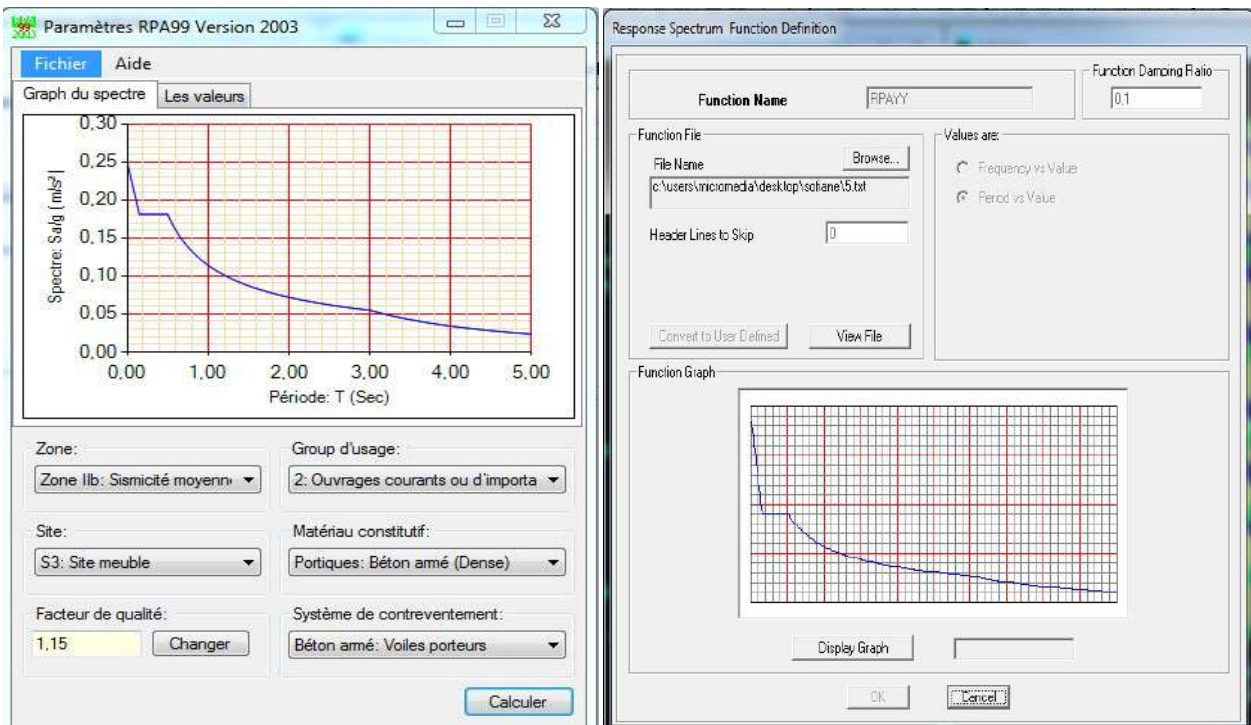 Paramètres RPA99 Version 2003
Fichier Aide
Graph du spectre Les valeurs
Spectre: Sa/g ( m/s² )
0,30
0,25
0,20
0,15
0,10
0,05
0,00
0,00 1,00 2,00 3,00 4,00 5,00
Période: T (Sec)
Zone:
Zone IIb: Sismicité moyenn
Group d'usage:
2: Ouvrages courants ou d'importa
Site:
S3: Site meuble
Matériau constitutif:
Portiques: Béton armé (Dense)
Facteur de qualité:
1,15 Changer
Système de contreventement:
Béton armé: Voiles porteurs
Calculer
Response Spectrum Function Definition
Function Name RPAYY
Function Damping Ratio
0,1
Function File
File Name Browse...
c:\users\micromedia\desktop\sofiane\5.txt
Header Lines to Skip 0
Convert to User Defined View File
Values are:
Frequency vs Value
Period vs Value
Function Graph
Display Graph
OK Cancel